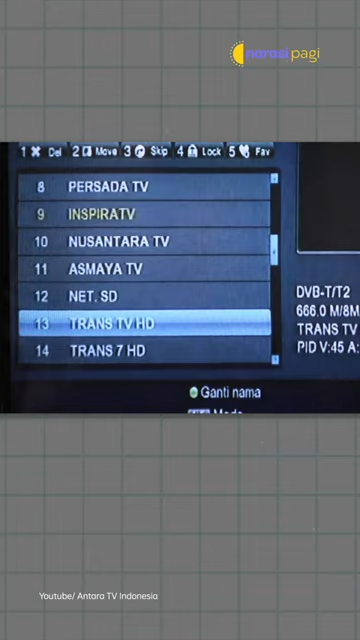 narasi pagi
1 Del 2 Move 3 Skip 4 Lock 5 Fav
8 PERSADA TV
9 INSPIRATV
10 NUSANTARA TV
11 ASMAYA TV
12 NET. SD
13 TRANS TV HD
14 TRANS 7 HD
DVB-T/T2
666.0 M/8M
TRANS TV
PID V:45 A:
Ganti nama
Youtube/ Antara TV Indonesia